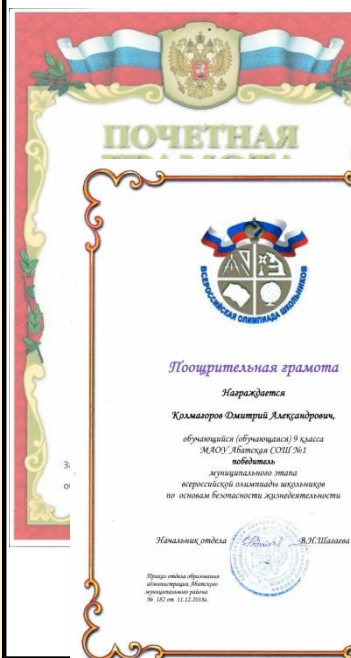 ПОЧЕТНАЯ
ВСЕРОССИЙСКАЯ ОЛИМПИАДА ШКОЛЬНИКОВ
Поощрительная грамота
Награждается
Колмагоров Дмитрий Александрович,
обучающийся (обучающаяся) 9 класса
МАОУ Абатская СОШ №1
победитель
муниципального этапа
всероссийской олимпиады школьников
по основам безопасности жизнедеятельности
Начальник отдела В.Н.Шагаева
Приказ отдела образования
администрации Абатского
муниципального района
№ 182 от 11.12.2018г.